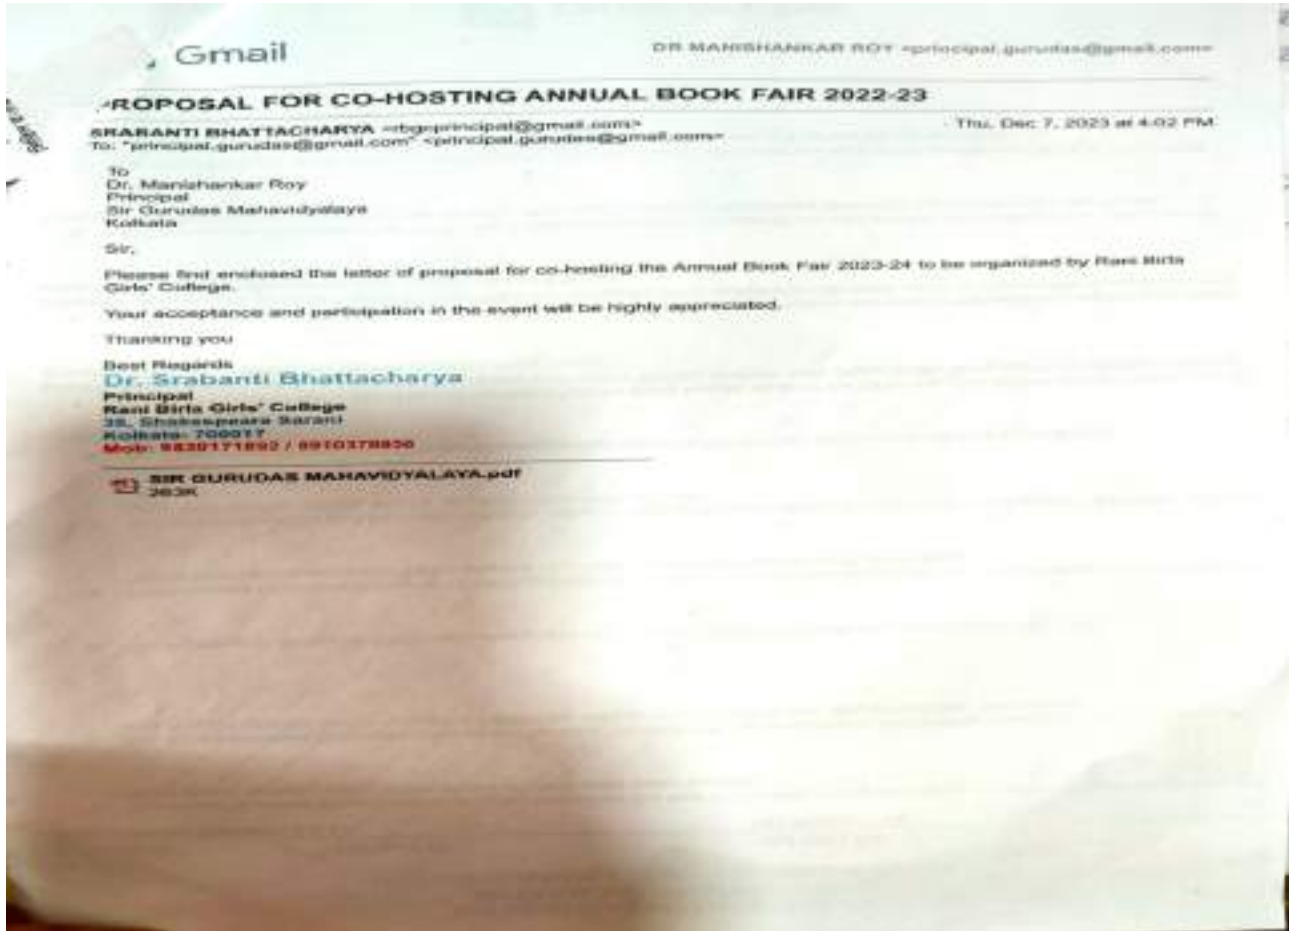 Gmail
DR MANISHANKAR ROY <principal.gurudas@gmail.com>
ROPOSAL FOR CO-HOSTING ANNUAL BOOK FAIR 2022-23
SRABANTI BHATTACHARYA <rbgcprincipal@gmail.com>
Thu, Dec 7, 2023 at 4:02 PM
To: "principal.gurudas@gmail.com" <principal.gurudas@gmail.com>
To
Dr. Manishankar Roy
Principal
Sir Gurudas Mahavidyalaya
Kolkata
Sir,
Please find enclosed the letter of proposal for co-hosting the Annual Book Fair 2023-24 to be organized by Rani Birla
Girls' College.
Your acceptance and participation in the event will be highly appreciated.
Thanking you
Best Regards
Dr. Srabanti Bhattacharya
Principal
Rani Birla Girls' College
38, Shakespeare Sarani
Kolkata- 700017
Mob:
SIR GURUDAS MAHAVIDYALAYA.pdf
263K